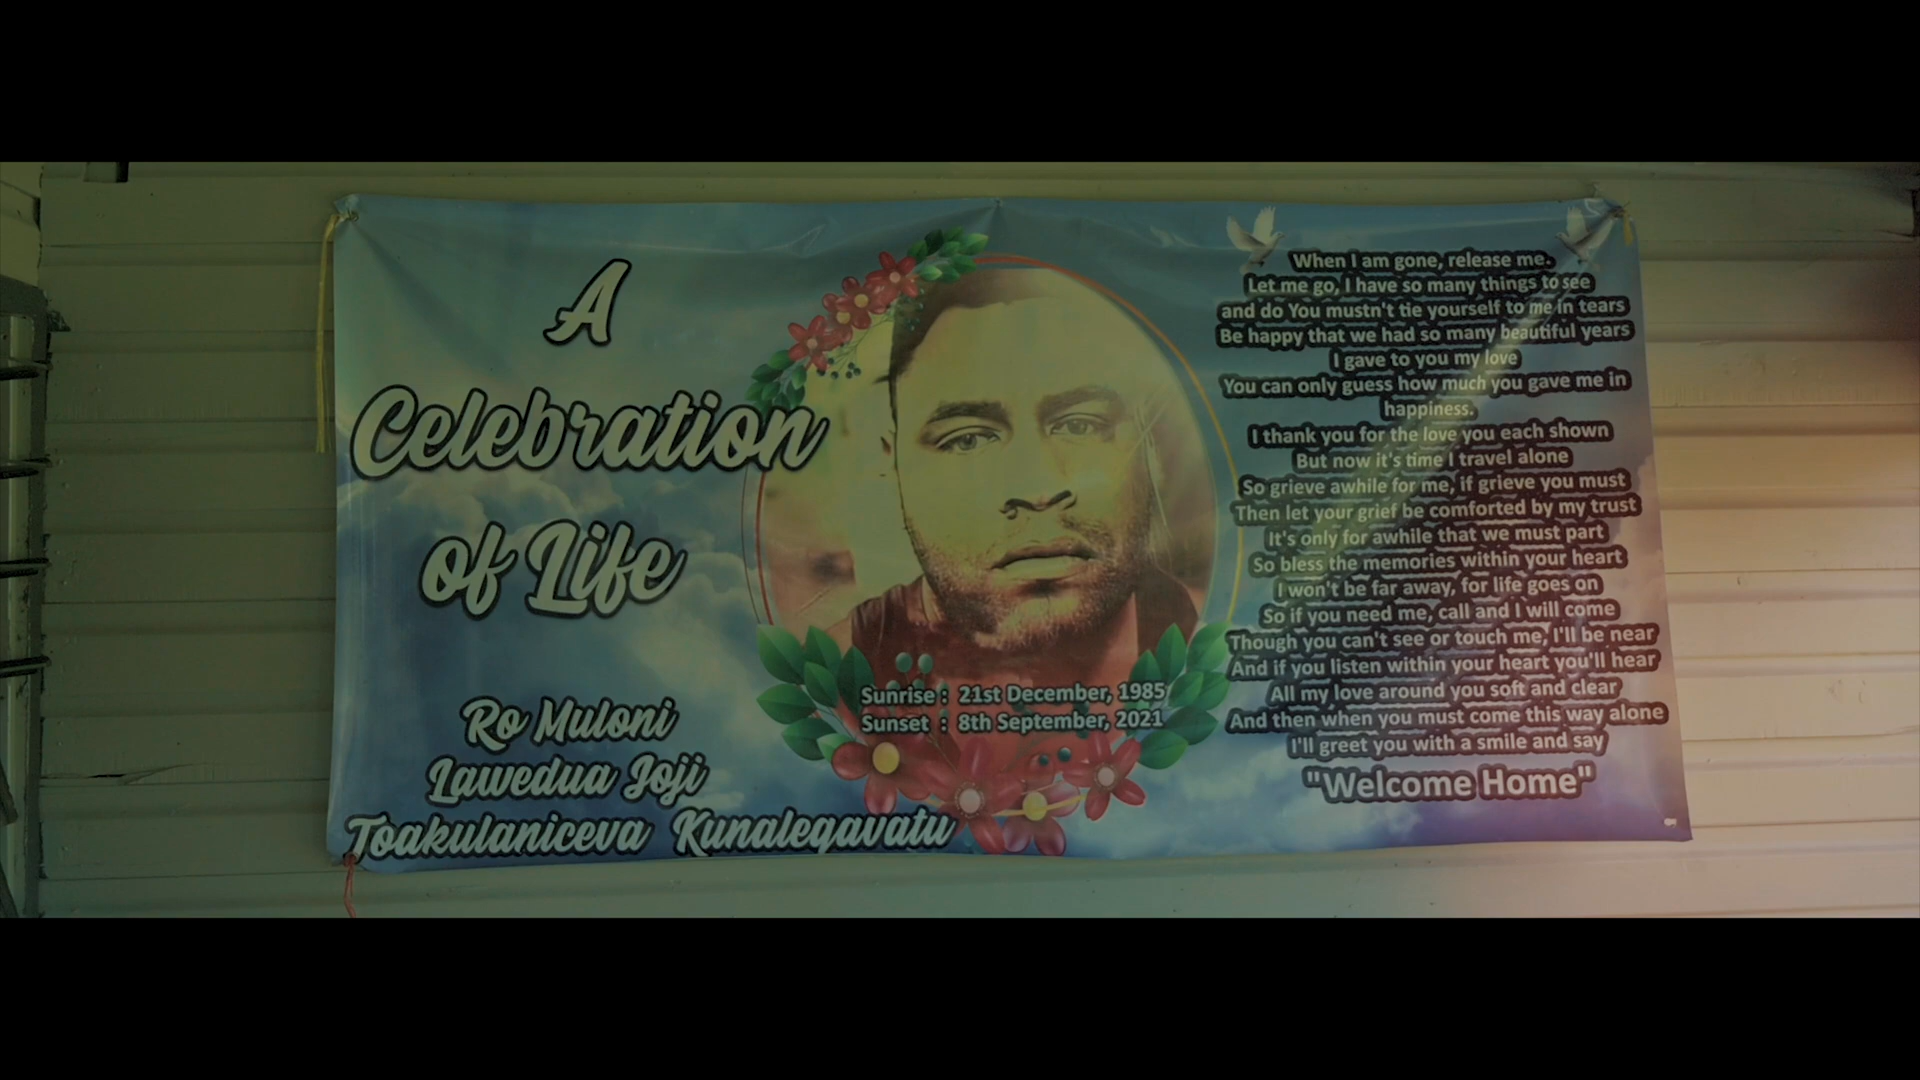 A
Celebration
of Life
Ro Muloni
Lawedua Joji
Toakulaniceva Kunaleqavatu
Sunrise : 21st December, 1985
Sunset : 8th September, 2021
When I am gone, release me.
Let me go, I have so many things to see
and do You mustn't tie yourself to me in tears
Be happy that we had so many beautiful years
I gave to you my love
You can only guess how much you gave me in
happiness.
I thank you for the love you each shown
But now it's time I travel alone
So grieve awhile for me, if grieve you must
Then let your grief be comforted by my trust
It's only for awhile that we must part
So bless the memories within your heart
I won't be far away, for life goes on
So if you need me, call and I will come
Though you can't see or touch me, I'll be near
And if you listen within your heart you'll hear
All my love around you soft and clear
And then when you must come this way alone
I'll greet you with a smile and say
"Welcome Home"